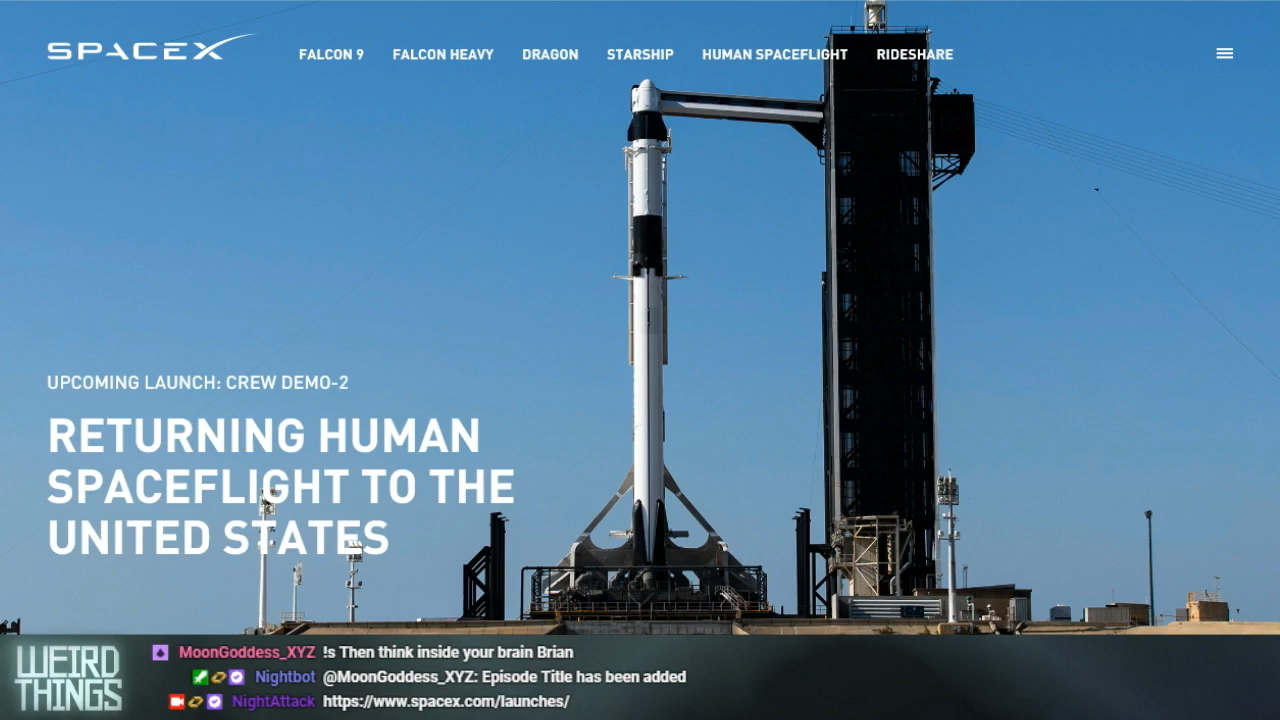 SPACEX FALCON 9 FALCON HEAVY DRAGON STARSHIP HUMAN SPACEFLIGHT RIDESHARE
UPCOMING LAUNCH: CREW DEMO-2
RETURNING HUMAN
SPACEFLIGHT TO THE
UNITED STATES
WEIRD
THINGS
MoonGoddess_XYZ !s Then think inside your brain Brian
Nightbot @MoonGoddess_XYZ: Episode Title has been added
NightAttack https://www.spacex.com/launches/